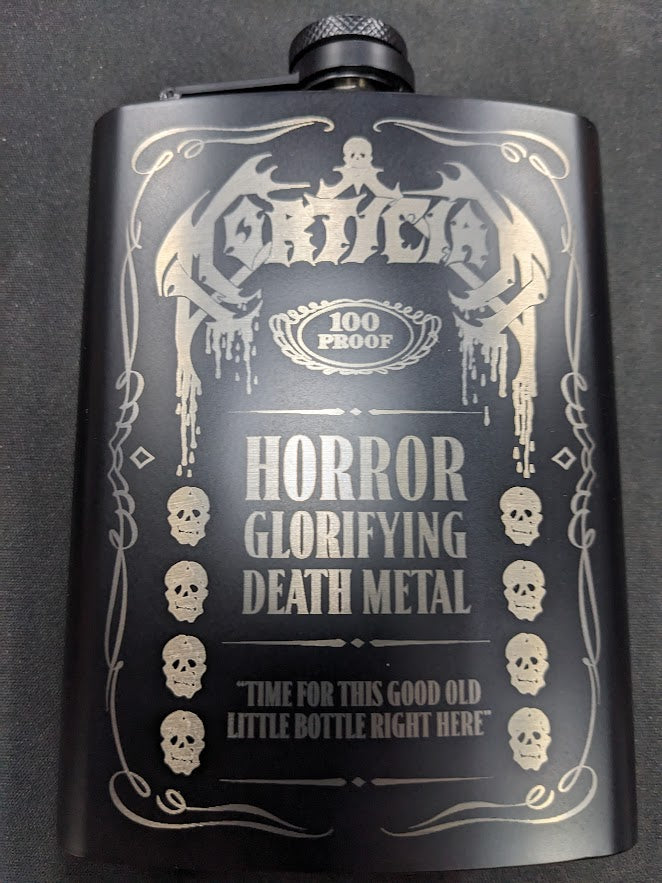 MORTICIAN
100
PROOF
HORROR
GLORIFYING
DEATH METAL
"TIME FOR THIS GOOD OLD
LITTLE BOTTLE RIGHT HERE"